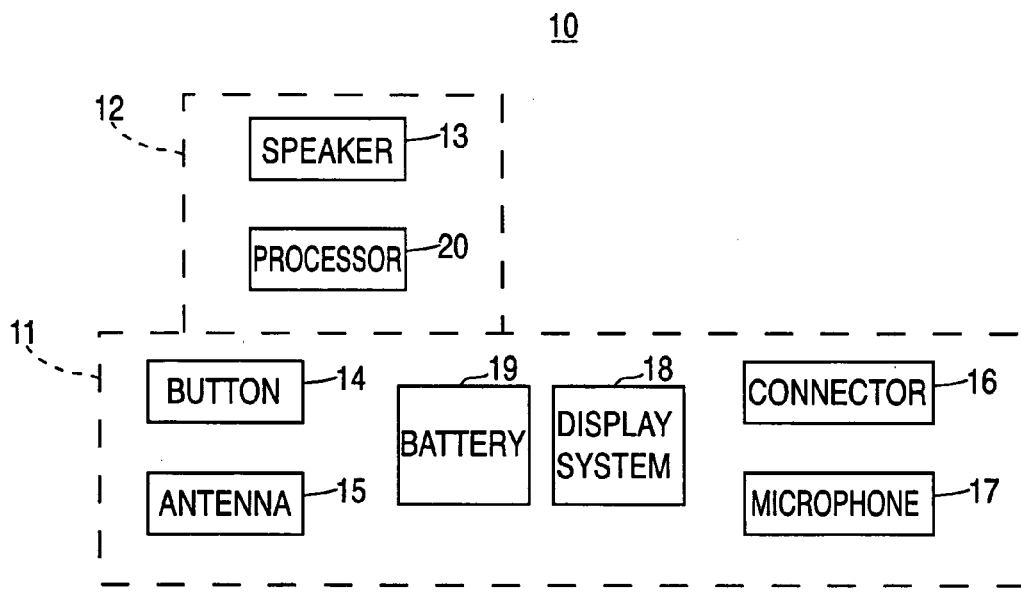 10
12
SPEAKER
13
PROCESSOR
20
11
BUTTON
14
19
BATTERY
18
DISPLAY
SYSTEM
CONNECTOR
16
ANTENNA
15
MICROPHONE
17